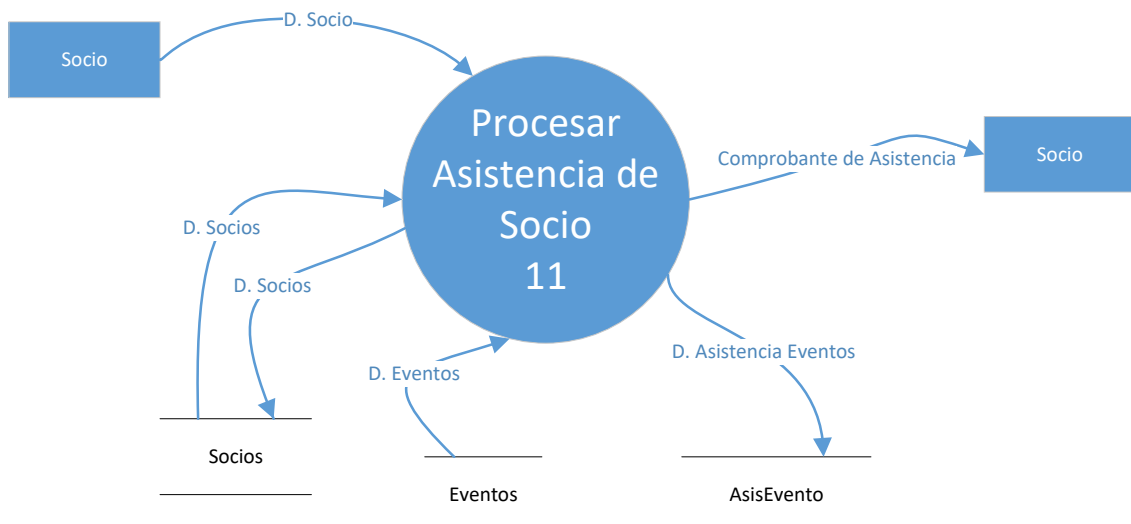 D. Socio
Socio
Procesar
Asistencia de
Socio
11
Comprobante de Asistencia
Socio
D. Socios
D. Socios
D. Eventos
D. Asistencia Eventos
Socios
Eventos
AsisEvento